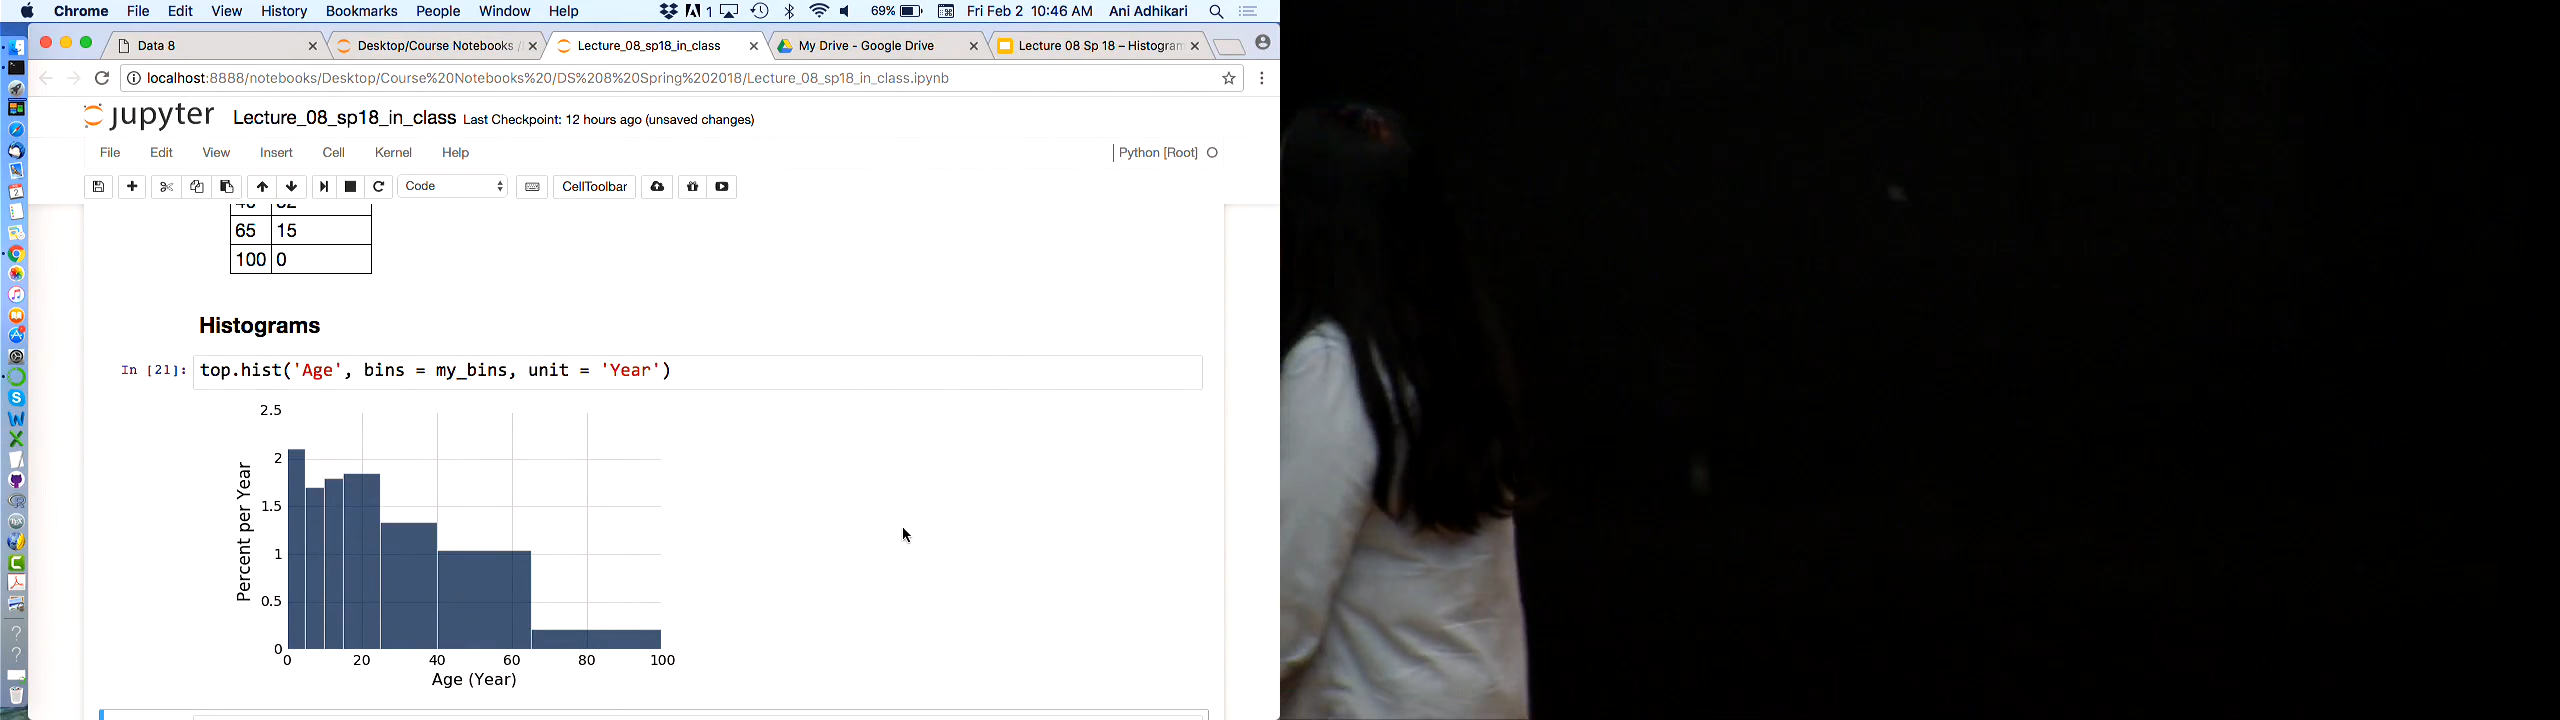 Chrome File Edit View History Bookmarks People Window Help 1 69% Fri Feb 2 10:46 AM Ani Adhikari
Data 8
Desktop/Course Notebooks /
Lecture_08_sp18_in_class
My Drive - Google Drive
Lecture 08 Sp 18 – Histogram
localhost:8888/notebooks/Desktop/Course%20Notebooks%20/DS%208%20Spring%202018/Lecture_08_sp18_in_class.ipynb
jupyter Lecture_08_sp18_in_class Last Checkpoint: 12 hours ago (unsaved changes)
File Edit View Insert Cell Kernel Help Python [Root]
Code CellToolbar
65 15
100 0
Histograms
In [21]: top.hist('Age', bins = my_bins, unit = 'Year')
2.5
2
1.5
1
0.5
0
Percent per Year
0 20 40 60 80 100
Age (Year)